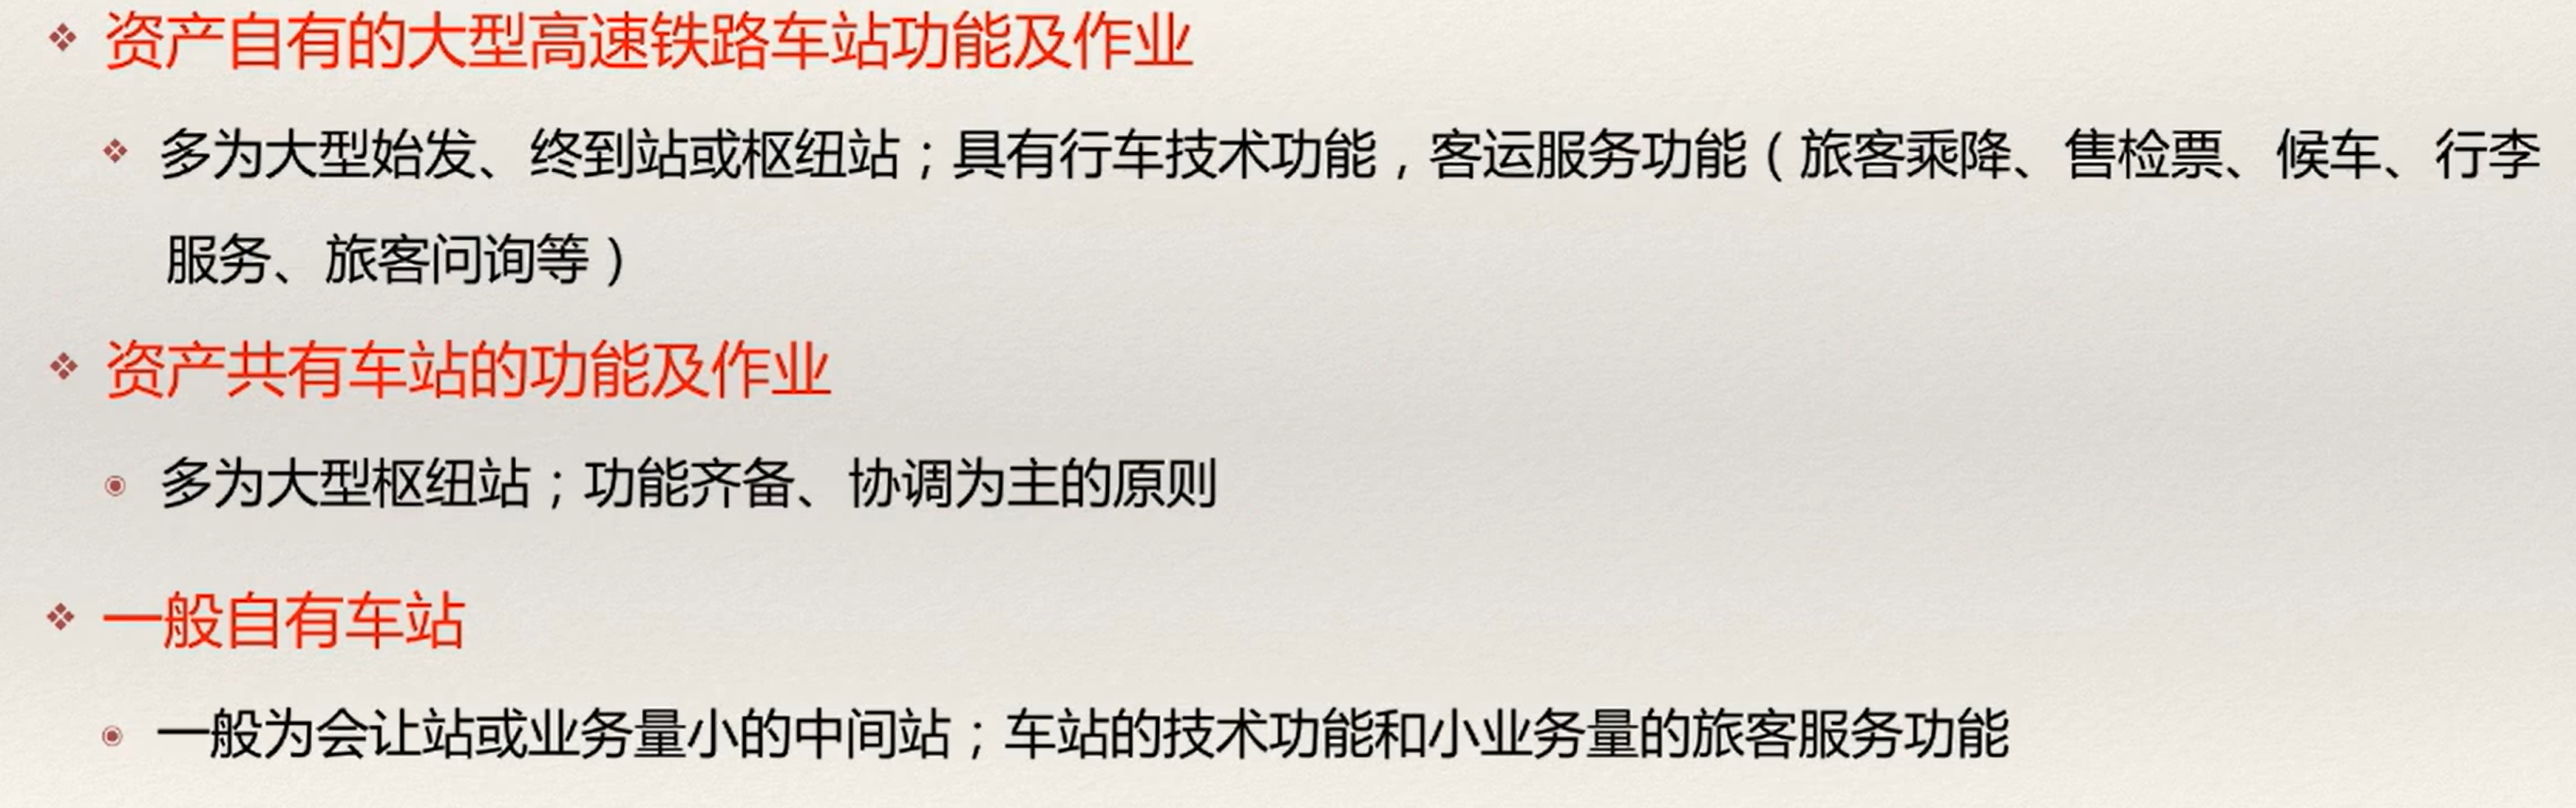 资产自有的大型高速铁路车站功能及作业
多为大型始发、终到站或枢纽站；具有行车技术功能，客运服务功能（旅客乘降、售检票、候车、行李
服务、旅客问询等）
资产共有车站的功能及作业
多为大型枢纽站；功能齐备、协调为主的原则
一般自有车站
一般为会让站或业务量小的中间站；车站的技术功能和小业务量的旅客服务功能